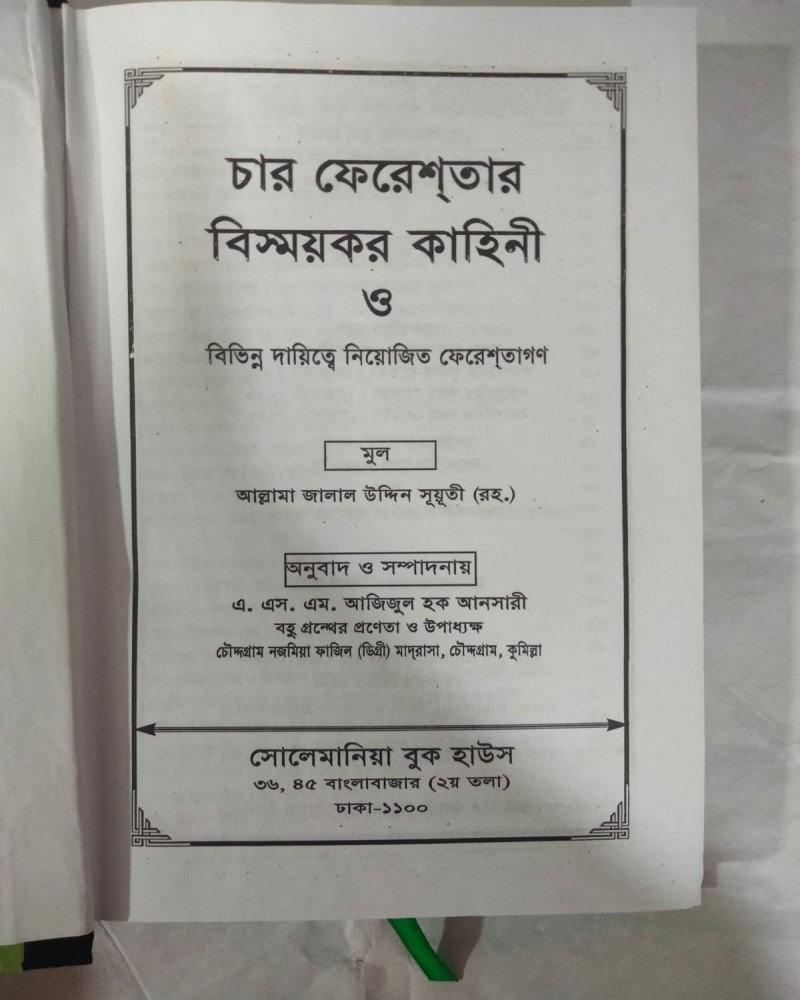 চার ফেরেশ্‌তার
বিস্ময়কর কাহিনী
ও
বিভিন্ন দায়িত্বে নিয়োজিত ফেরেশ্‌তাগণ
মূল
আল্লামা জালাল উদ্দিন সূয়ূতী (রহ.)
অনুবাদ ও সম্পাদনায়
এ. এস. এম. আজিজুল হক আনসারী
বহু গ্রন্থের প্রণেতা ও উপাধ্যক্ষ
চৌদ্দগ্রাম নজমিয়া ফাজিল (ডিগ্রী) মাদ্‌রাসা, চৌদ্দগ্রাম, কুমিল্লা
সোলেমানিয়া বুক হাউস
৩৬, ৪৫ বাংলাবাজার (২য় তলা)
ঢাকা-১১০০